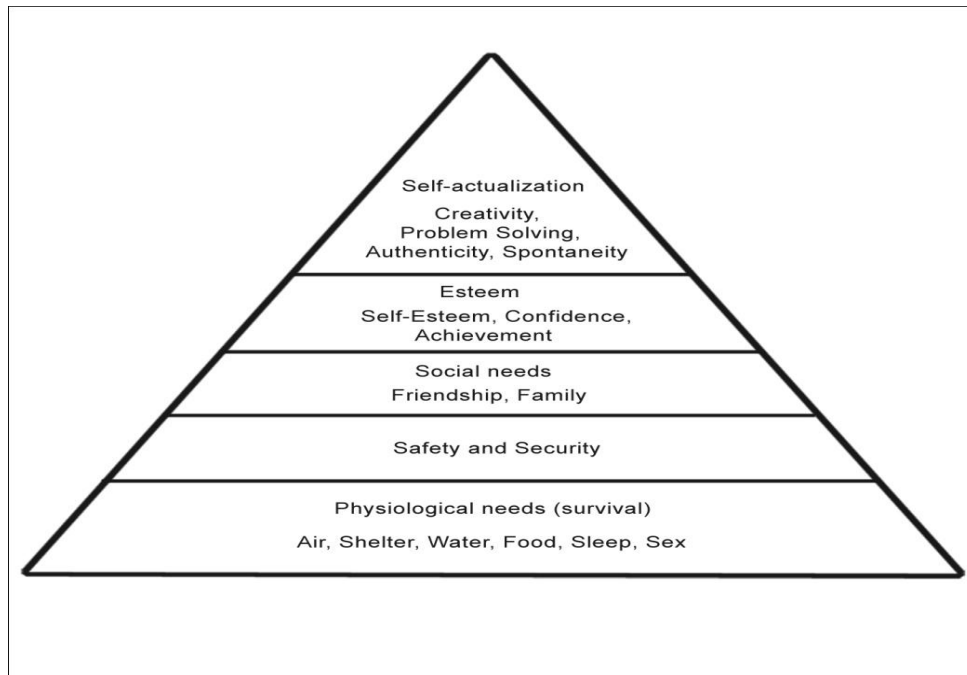 Self-actualization
Creativity,
Problem Solving,
Authenticity, Spontaneity
Esteem
Self-Esteem, Confidence,
Achievement
Social needs
Friendship, Family
Safety and Security
Physiological needs (survival)
Air, Shelter, Water, Food, Sleep, Sex